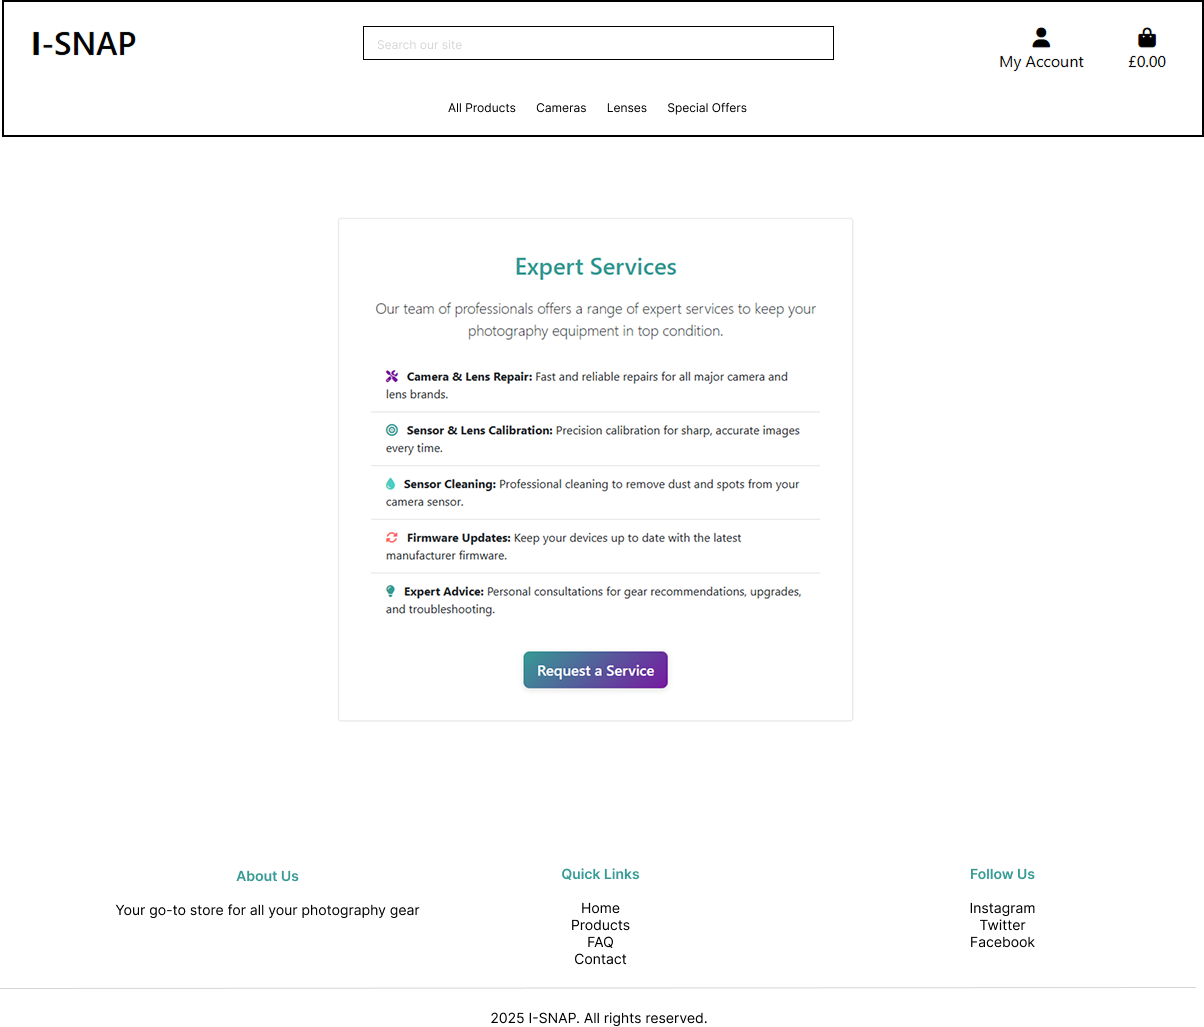 I-SNAP
Search our site
My Account
£0.00
All Products Cameras Lenses Special Offers
Expert Services
Our team of professionals offers a range of expert services to keep your
photography equipment in top condition.
Camera & Lens Repair: Fast and reliable repairs for all major camera and
lens brands.
Sensor & Lens Calibration: Precision calibration for sharp, accurate images
every time.
Sensor Cleaning: Professional cleaning to remove dust and spots from your
camera sensor.
Firmware Updates: Keep your devices up to date with the latest
manufacturer firmware.
Expert Advice: Personal consultations for gear recommendations, upgrades,
and troubleshooting.
Request a Service
About Us
Your go-to store for all your photography gear
Quick Links
Home
Products
FAQ
Contact
Follow Us
Instagram
Twitter
Facebook
2025 I-SNAP. All rights reserved.